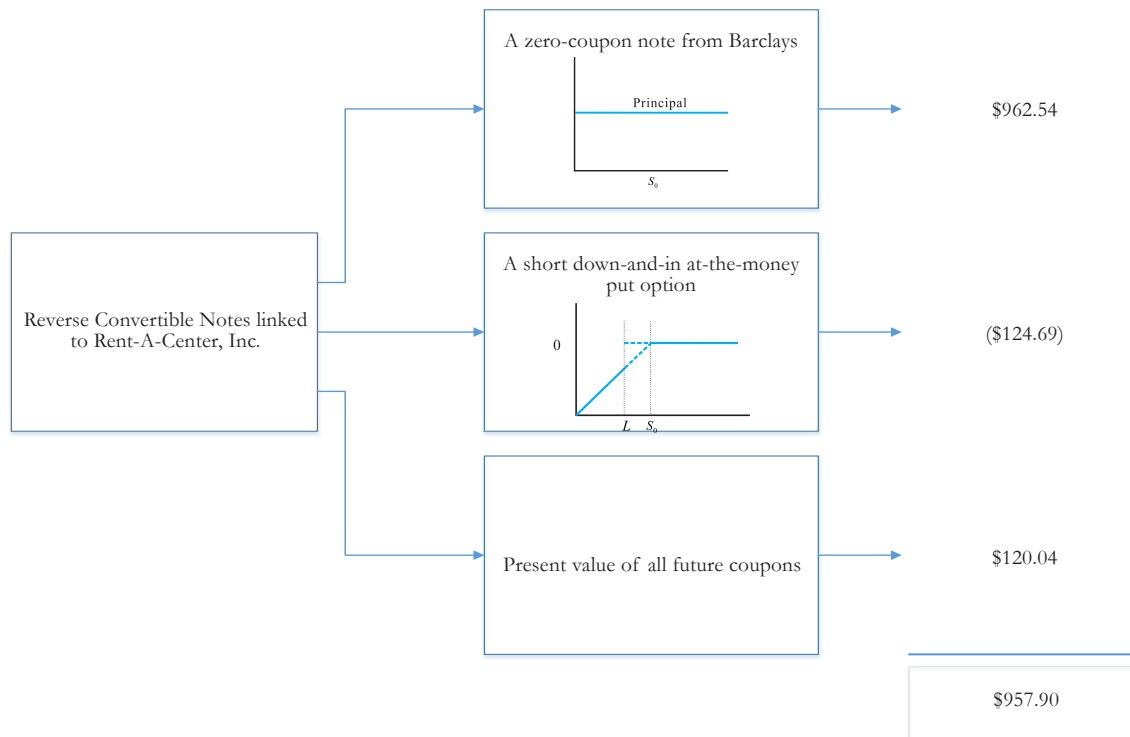 A zero-coupon note from Barclays
Principal
S₀
$962.54
Reverse Convertible Notes linked
to Rent-A-Center, Inc.
A short down-and-in at-the-money
put option
0
L S₀
($124.69)
Present value of all future coupons
$120.04
$957.90